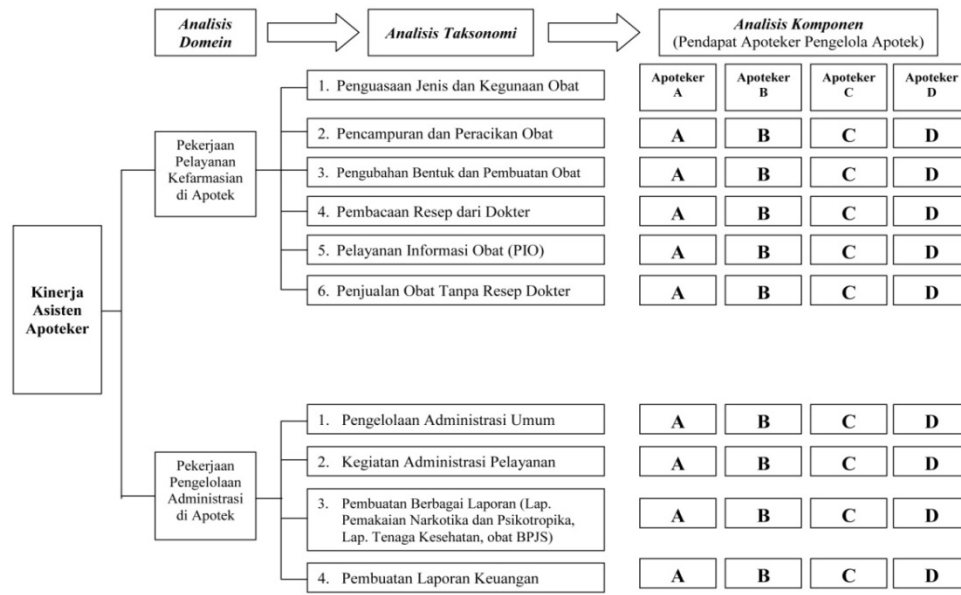 Analisis
Domein
Analisis Taksonomi
Analisis Komponen
(Pendapat Apoteker Pengelola Apotek)
Apoteker
A
Apoteker
B
Apoteker
C
Apoteker
D
1. Penguasaan Jenis dan Kegunaan Obat
2. Pencampuran dan Peracikan Obat
A B C D
Pekerjaan
Pelayanan
Kefarmasian
di Apotek
3. Pengubahan Bentuk dan Pembuatan Obat
A B C D
4. Pembacaan Resep dari Dokter
A B C D
5. Pelayanan Informasi Obat (PIO)
A B C D
6. Penjualan Obat Tanpa Resep Dokter
A B C D
Kinerja
Asisten
Apoteker
1. Pengelolaan Administrasi Umum
A B C D
2. Kegiatan Administrasi Pelayanan
A B C D
Pekerjaan
Pengelolaan
Administrasi
di Apotek
3. Pembuatan Berbagai Laporan (Lap.
Pemakaian Narkotika dan Psikotropika,
Lap. Tenaga Kesehatan, obat BPJS)
A B C D
4. Pembuatan Laporan Keuangan
A B C D